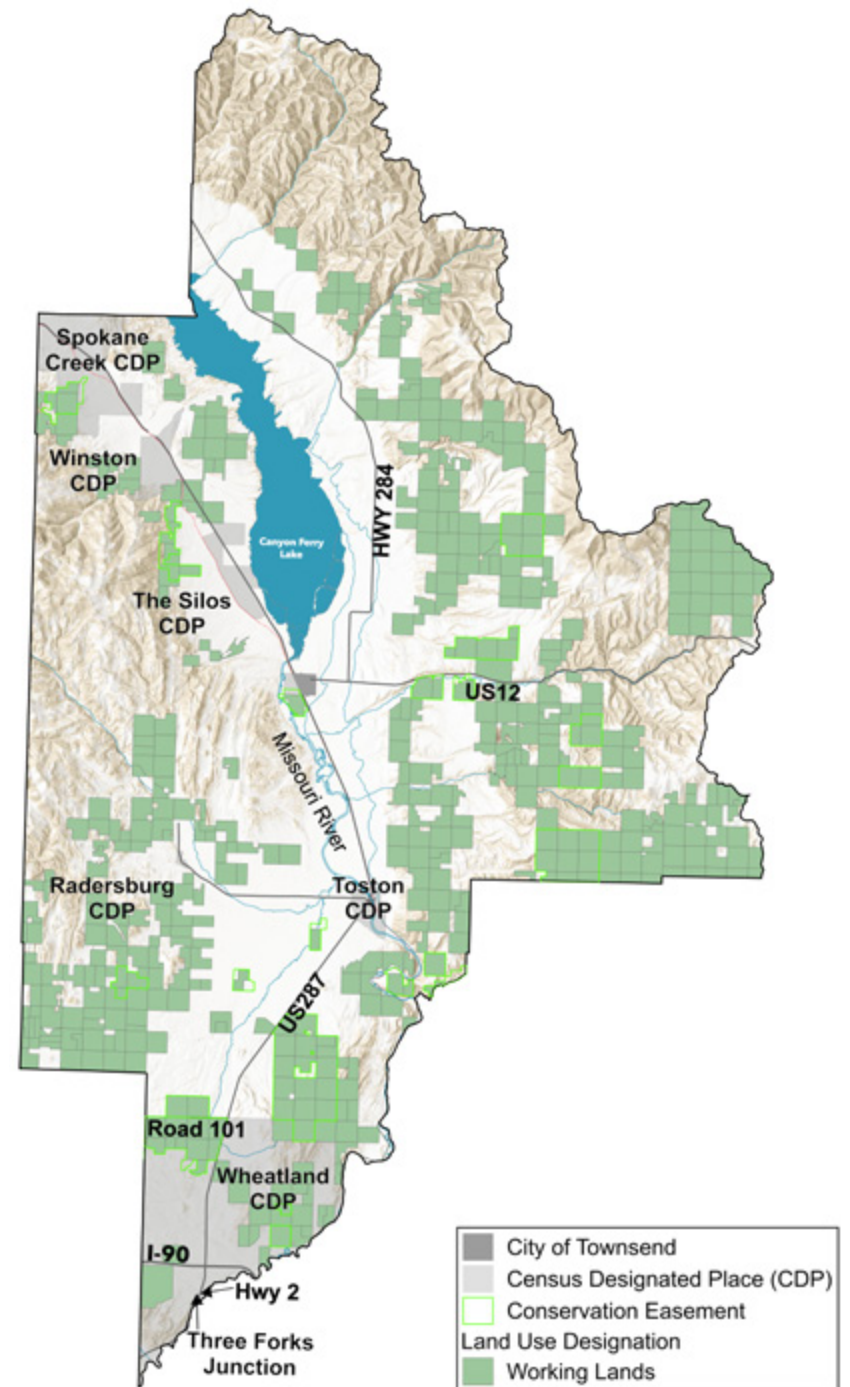 Spokane
Creek CDP
Winston
CDP
HWY 284
Canyon Ferry
Lake
The Silos
CDP
US12
Missouri River
Radersburg
CDP
Toston
CDP
US287
Road 101
Wheatland
CDP
I-90
Hwy 2
Three Forks
Junction
City of Townsend
Census Designated Place (CDP)
Conservation Easement
Land Use Designation
Working Lands